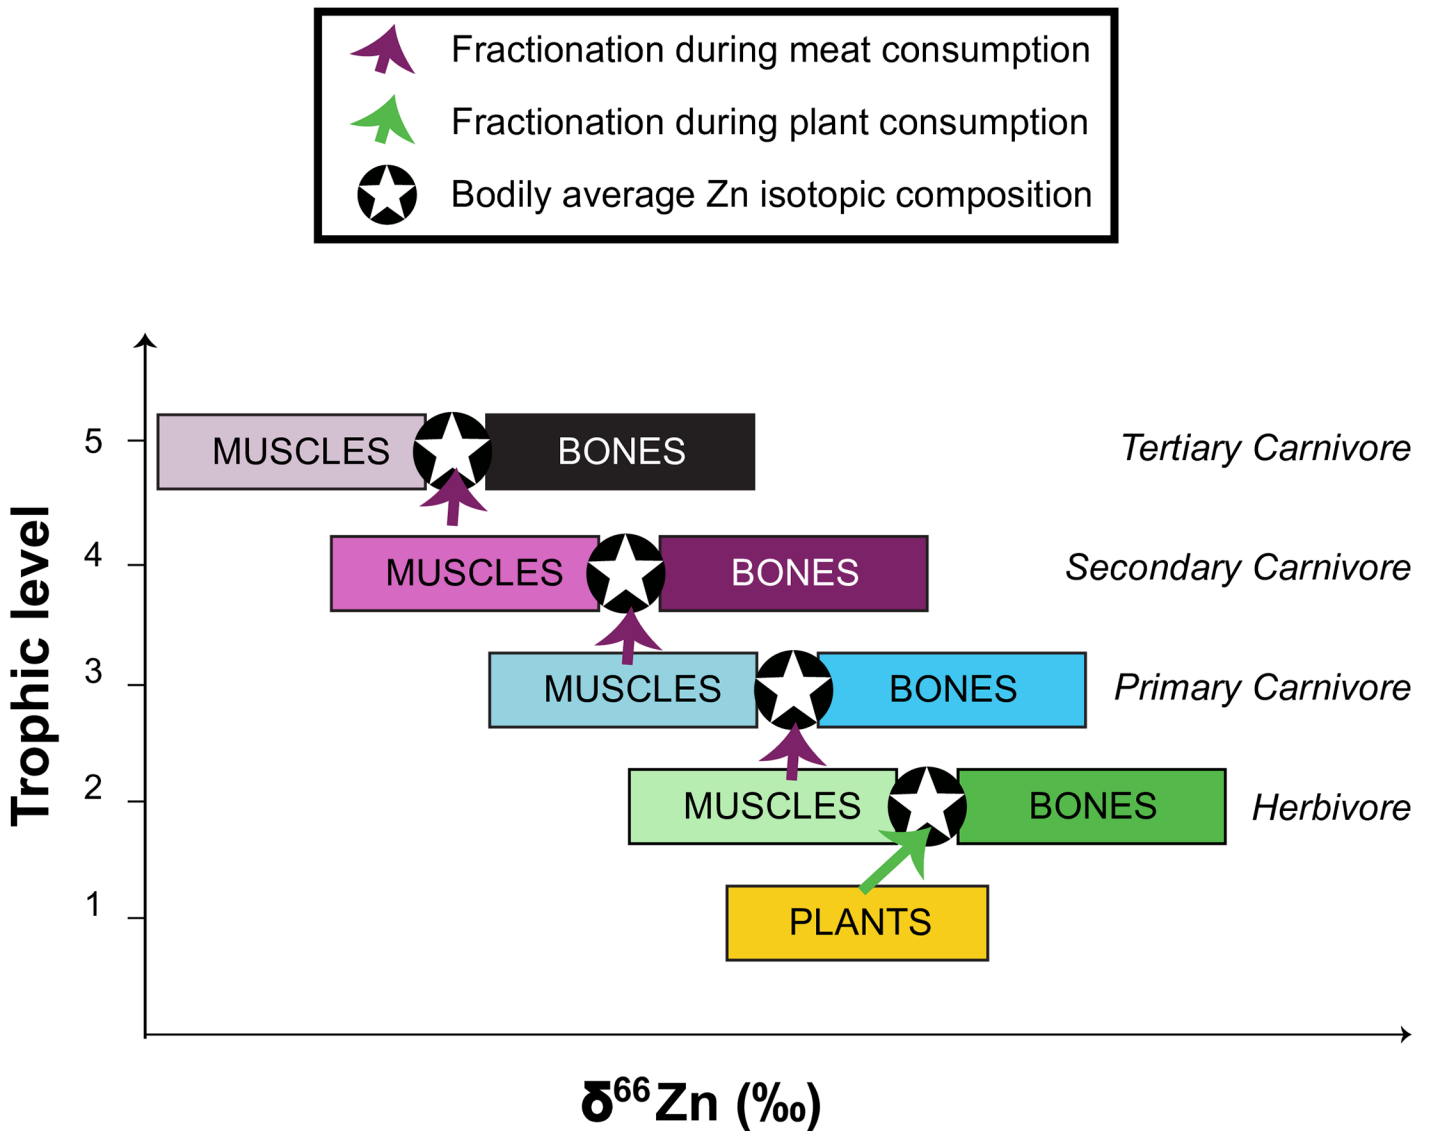 Fractionation during meat consumption
Fractionation during plant consumption
Bodily average Zn isotopic composition
Trophic level
5
MUSCLES
BONES
Tertiary Carnivore
4
MUSCLES
BONES
Secondary Carnivore
3
MUSCLES
BONES
Primary Carnivore
2
MUSCLES
BONES
Herbivore
1
PLANTS
δ⁶⁶Zn (‰)